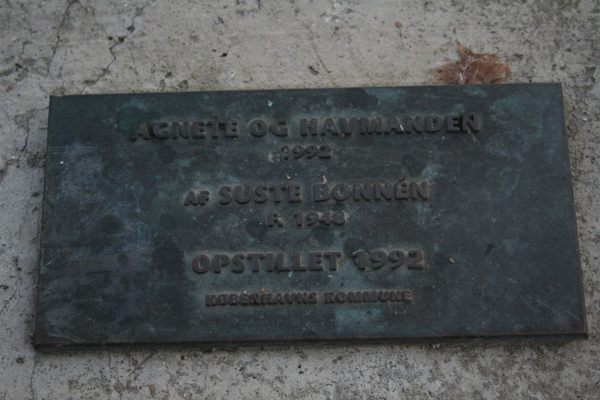 AGNETE OG HAVMANDEN
1992
AF SUSTE BONNÉN
F. 1948
OPSTILLET 1992
KØBENHAVNS KOMMUNE